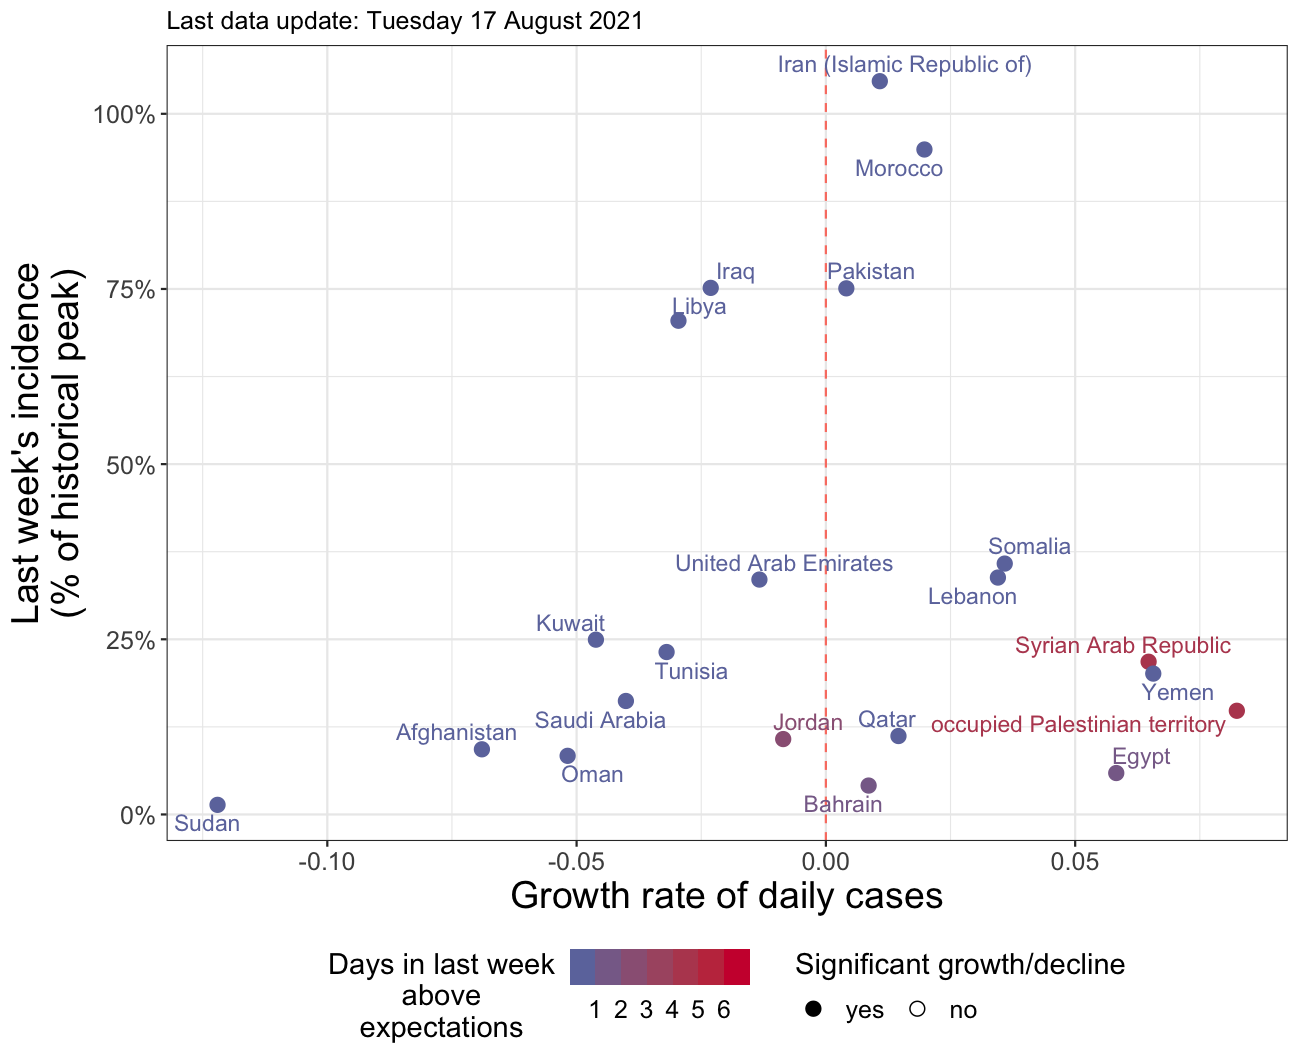 Last data update: Tuesday 17 August 2021
Last week's incidence
(% of historical peak)
100%
75%
50%
25%
0%
Iran (Islamic Republic of)
Morocco
Iraq
Pakistan
Libya
Somalia
United Arab Emirates
Lebanon
Kuwait
Syrian Arab Republic
Tunisia
Yemen
Saudi Arabia
Jordan
Qatar
occupied Palestinian territory
Afghanistan
Egypt
Oman
Bahrain
Sudan
-0.10
-0.05
0.00
0.05
Growth rate of daily cases
Days in last week
above
expectations
1 2 3 4 5 6
Significant growth/decline
yes
no